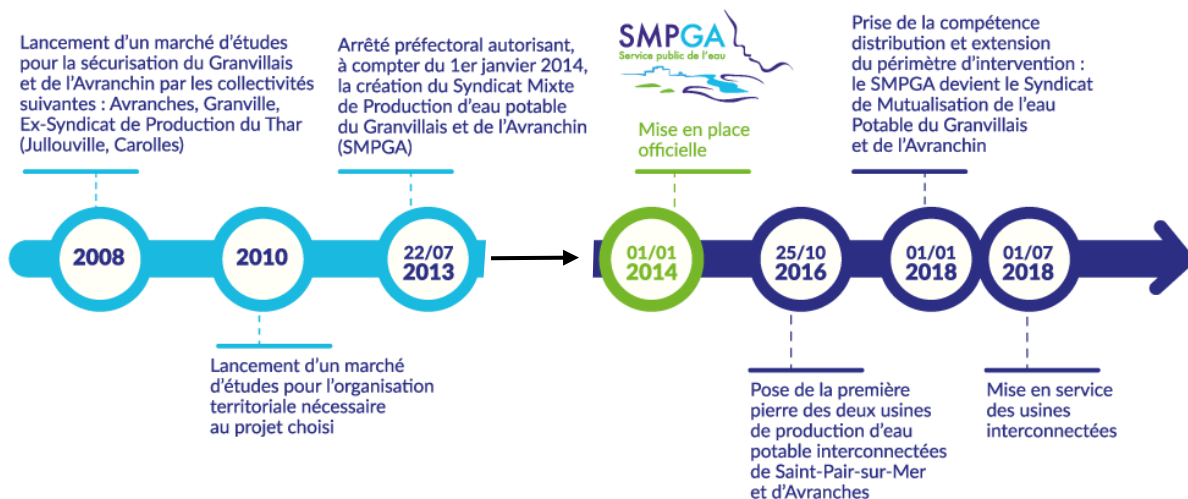 Lancement d'un marché d'études
pour la sécurisation du Granvillais
et de l'Avranchin par les collectivités
suivantes : Avranches, Granville,
Ex-Syndicat de Production du Thar
(Jullouville, Carolles)
2008
2010
Lancement d'un marché
d'études pour l'organisation
territoriale nécessaire
au projet choisi
Arrêté préfectoral autorisant,
à compter du 1er janvier 2014,
la création du Syndicat Mixte
de Production d'eau potable
du Granvillais et de l'Avranchin
(SMPGA)
22/07
2013
SMPGA
Service public de l'eau
Mise en place
officielle
01/01
2014
25/10
2016
Pose de la première
pierre des deux usines
de production d'eau
potable interconnectées
de Saint-Pair-sur-Mer
et d'Avranches
Prise de la compétence
distribution et extension
du périmètre d'intervention :
le SMPGA devient le Syndicat
de Mutualisation de l'eau
Potable du Granvillais
et de l'Avranchin
01/01
2018
01/07
2018
Mise en service
des usines
interconnectées